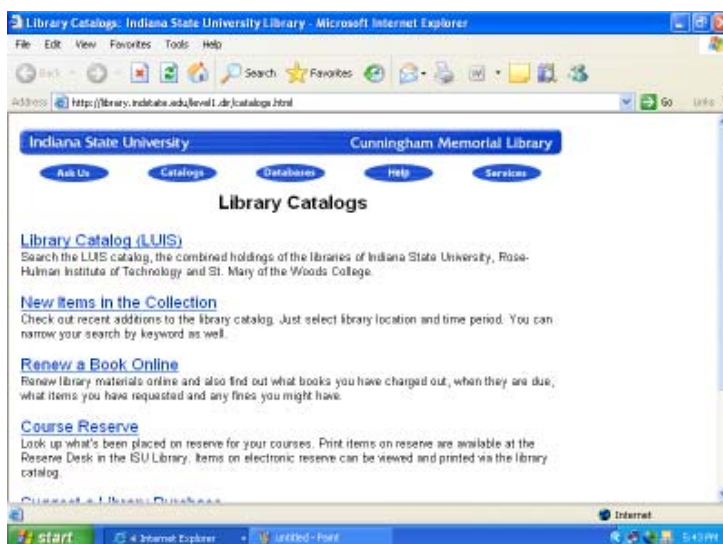 Library Catalogs: Indiana State University Library - Microsoft Internet Explorer
File Edit View Favorites Tools Help
Back Search Favorites
Address http://library.indstate.edu/level1.dir/catalogs.html Go Links
Indiana State University Cunningham Memorial Library
Ask Us Catalogs Databases Help Services
Library Catalogs
Library Catalog (LUIS)
Search the LUIS catalog, the combined holdings of the libraries of Indiana State University, Rose-
Hulman Institute of Technology and St. Mary of the Woods College.
New Items in the Collection
Check out recent additions to the library catalog. Just select library location and time period. You can
narrow your search by keyword as well.
Renew a Book Online
Renew library materials online and also find out what books you have charged out, when they are due,
what items you have requested and any fines you might have.
Course Reserve
Look up what's been placed on reserve for your courses. Print items on reserve are available at the
Reserve Desk in the ISU Library. Items on electronic reserve can be viewed and printed via the library
catalog.
Suggest a Library Purchase
Internet
start 4 Internet Explorer untitled - Paint 5:43 PM